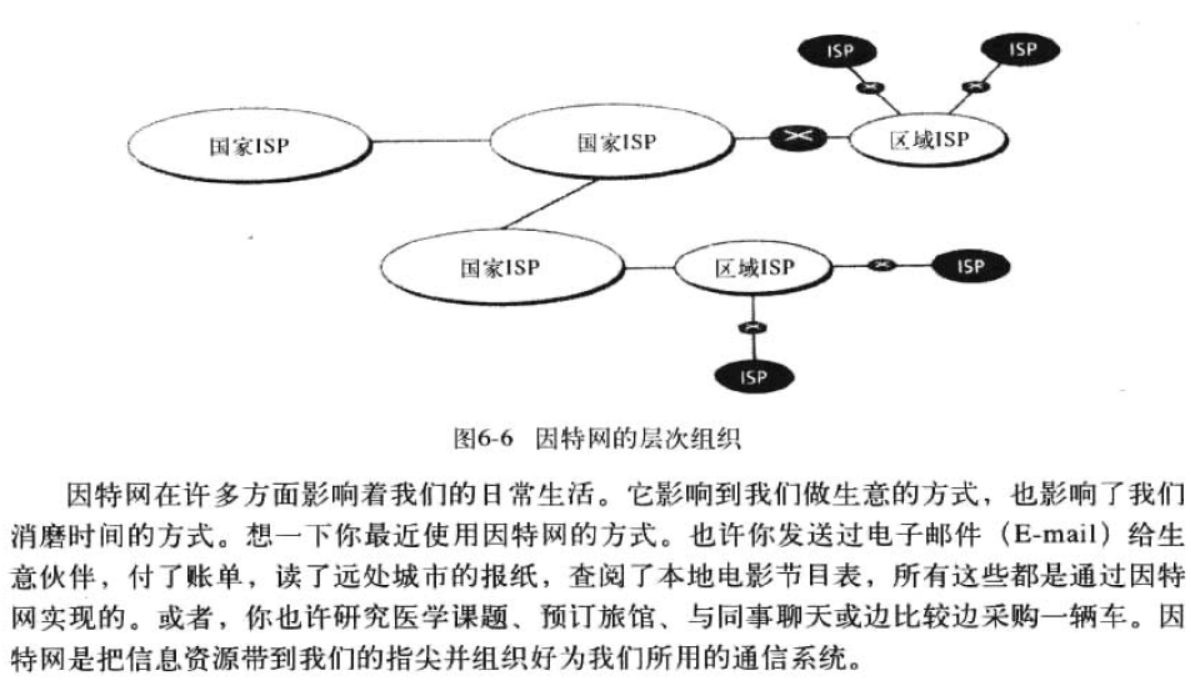 ISP
ISP
国家ISP
国家ISP
区域ISP
国家ISP
区域ISP
ISP
ISP
图6-6 因特网的层次组织
因特网在许多方面影响着我们的日常生活。它影响到我们做生意的方式，也影响了我们
消磨时间的方式。想一下你最近使用因特网的方式。也许你发送过电子邮件（E-mail）给生
意伙伴，付了账单，读了远处城市的报纸，查阅了本地电影节目表，所有这些都是通过因特
网实现的。或者，你也许研究医学课题、预订旅馆、与同事聊天或边比较边采购一辆车。因
特网是把信息资源带到我们的指尖并组织好为我们所用的通信系统。